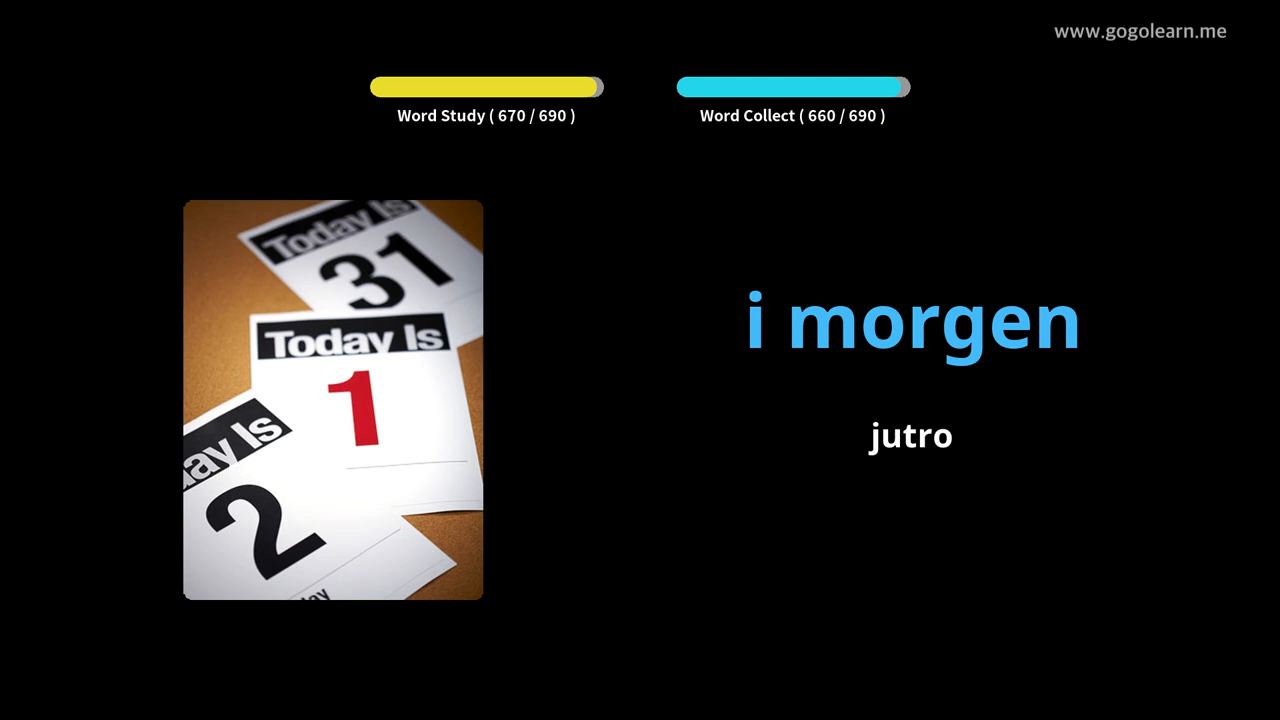 www.gogolearn.me
Word Study ( 670 / 690 )
Word Collect ( 660 / 690 )
Today Is
31
Today Is
1
ay Is
2
i morgen
jutro